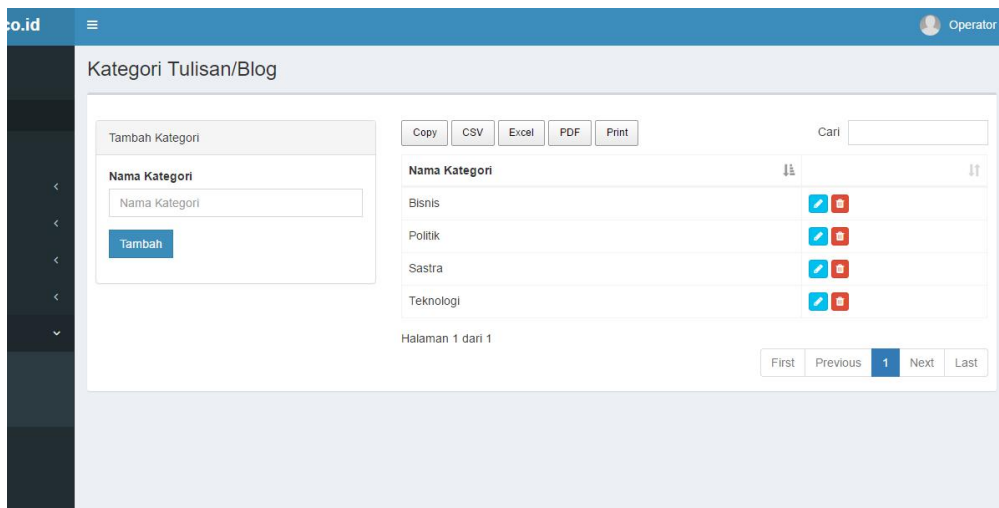 co.id
Operator
Kategori Tulisan/Blog
Tambah Kategori
Nama Kategori
Nama Kategori
Tambah
Copy CSV Excel PDF Print
Cari
Nama Kategori
Bisnis
Politik
Sastra
Teknologi
Halaman 1 dari 1
First Previous 1 Next Last